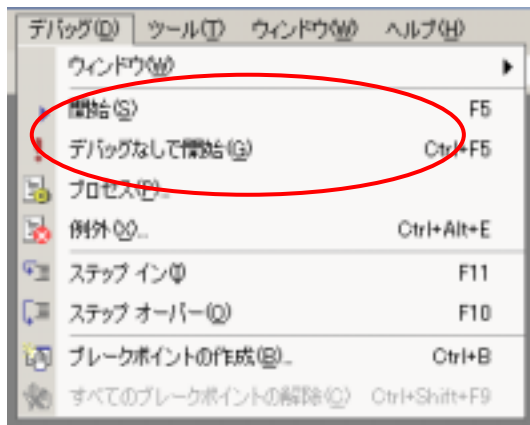 デバッグ(D) ツール(T) ウィンドウ(W) ヘルプ(H)
ウィンドウ(W)
開始(S) F5
デバッグなしで開始(G) Ctrl+F5
プロセス(P)...
例外(X)... Ctrl+Alt+E
ステップ イン(I) F11
ステップ オーバー(O) F10
ブレークポイントの作成(B)... Ctrl+B
すべてのブレークポイントの解除(C) Ctrl+Shift+F9